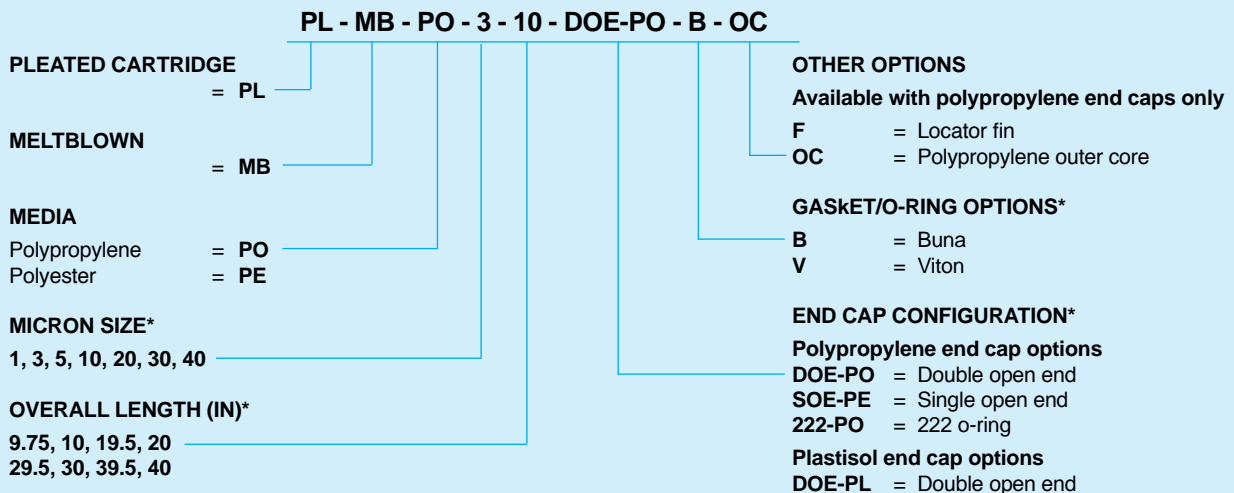 PL - MB - PO - 3 - 10 - DOE-PO - B - OC
PLEATED CARTRIDGE
= PL
MELTBLOWN
= MB
MEDIA
Polypropylene = PO
Polyester = PE
MICRON SIZE*
1, 3, 5, 10, 20, 30, 40
OVERALL LENGTH (IN)*
9.75, 10, 19.5, 20
29.5, 30, 39.5, 40
OTHER OPTIONS
Available with polypropylene end caps only
F = Locator fin
OC = Polypropylene outer core
GASkET/O-RING OPTIONS*
B = Buna
V = Viton
END CAP CONFIGURATION*
Polypropylene end cap options
DOE-PO = Double open end
SOE-PE = Single open end
222-PO = 222 o-ring
Plastisol end cap options
DOE-PL = Double open end